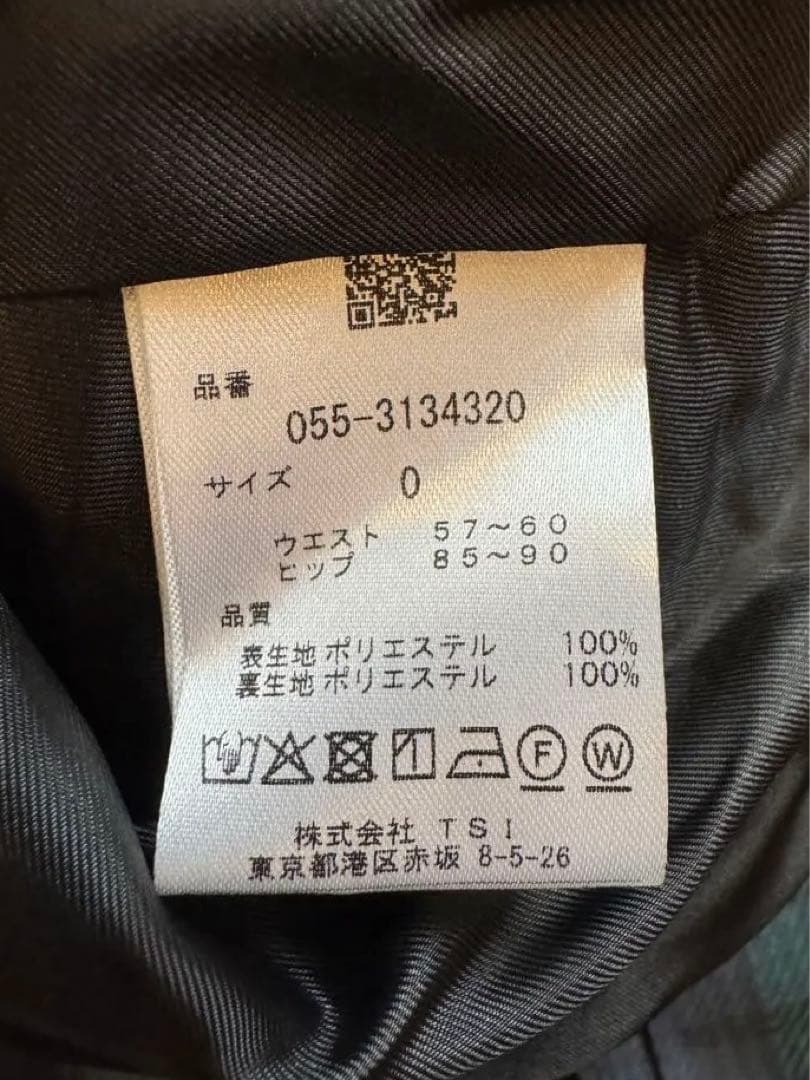 品番
055-3134320
サイズ 0
ウエスト 57～60
ヒップ 85～90
品質
表生地 ポリエステル 100%
裏生地 ポリエステル 100%
F W
株式会社 TSI
東京都港区赤坂 8-5-26